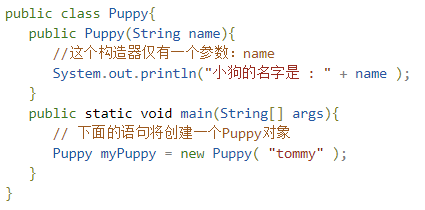 public class Puppy{
   public Puppy(String name){
      //这个构造器仅有一个参数：name
      System.out.println("小狗的名字是 : " + name );
   }
   public static void main(String[] args){
      // 下面的语句将创建一个Puppy对象
      Puppy myPuppy = new Puppy( "tommy" );
   }
}